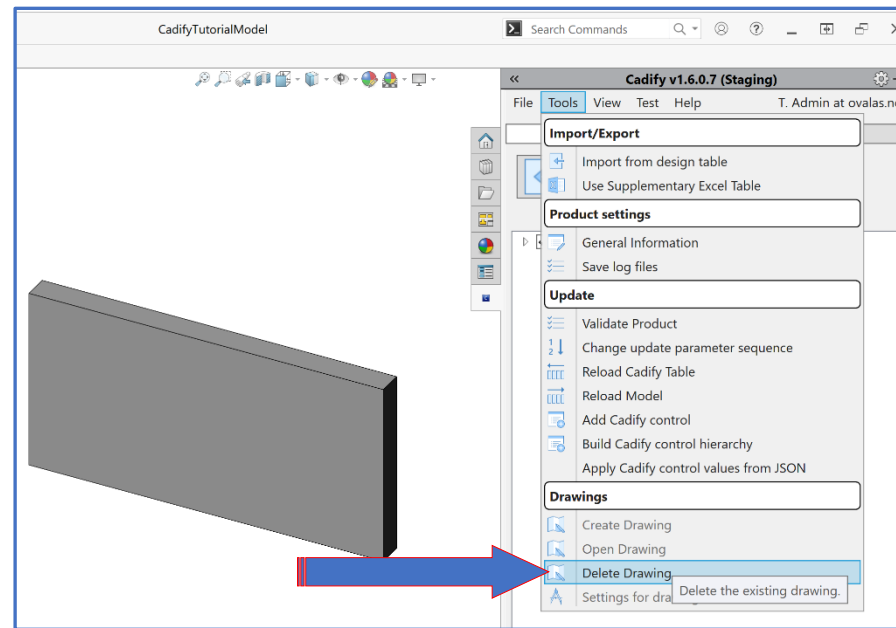 CadifyTutorialModel
Search Commands
Cadify v1.6.0.7 (Staging)
File Tools View Test Help T. Admin at
Import/Export
Import from design table
Use Supplementary Excel Table
Product settings
General Information
Save log files
Update
Validate Product
Change update parameter sequence
Reload Cadify Table
Reload Model
Add Cadify control
Build Cadify control hierarchy
Apply Cadify control values from JSON
Drawings
Create Drawing
Open Drawing
Delete Drawing
Delete the existing drawing.
Settings for